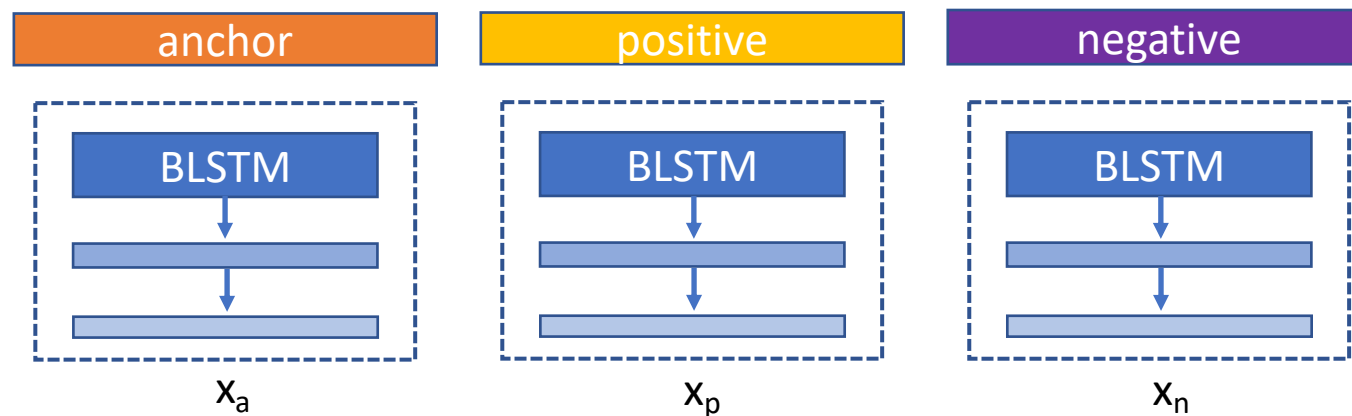 anchor
positive
negative
BLSTM
BLSTM
BLSTM
xₐ
xₚ
xₙ